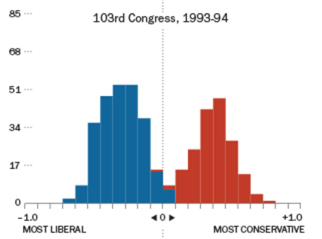 103rd Congress, 1993-94
85
68
51
34
17
0
-1.0 ◄ 0 ► +1.0
MOST LIBERAL MOST CONSERVATIVE